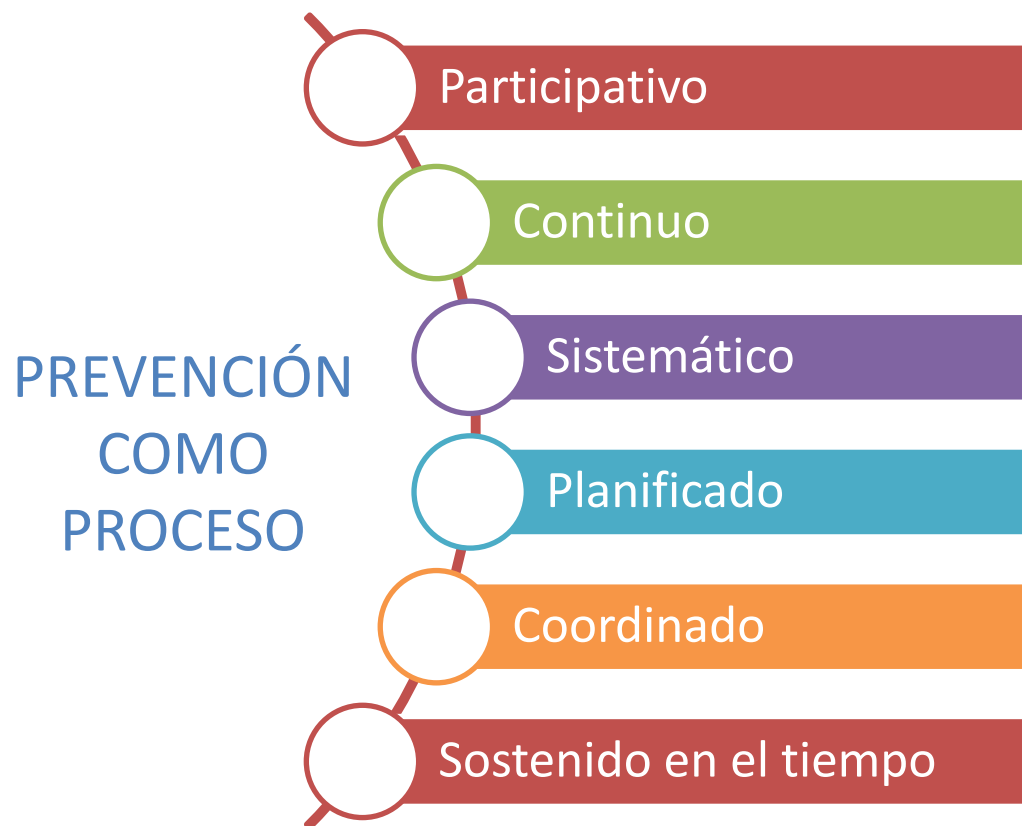 PREVENCIÓN
COMO
PROCESO
Participativo
Continuo
Sistemático
Planificado
Coordinado
Sostenido en el tiempo